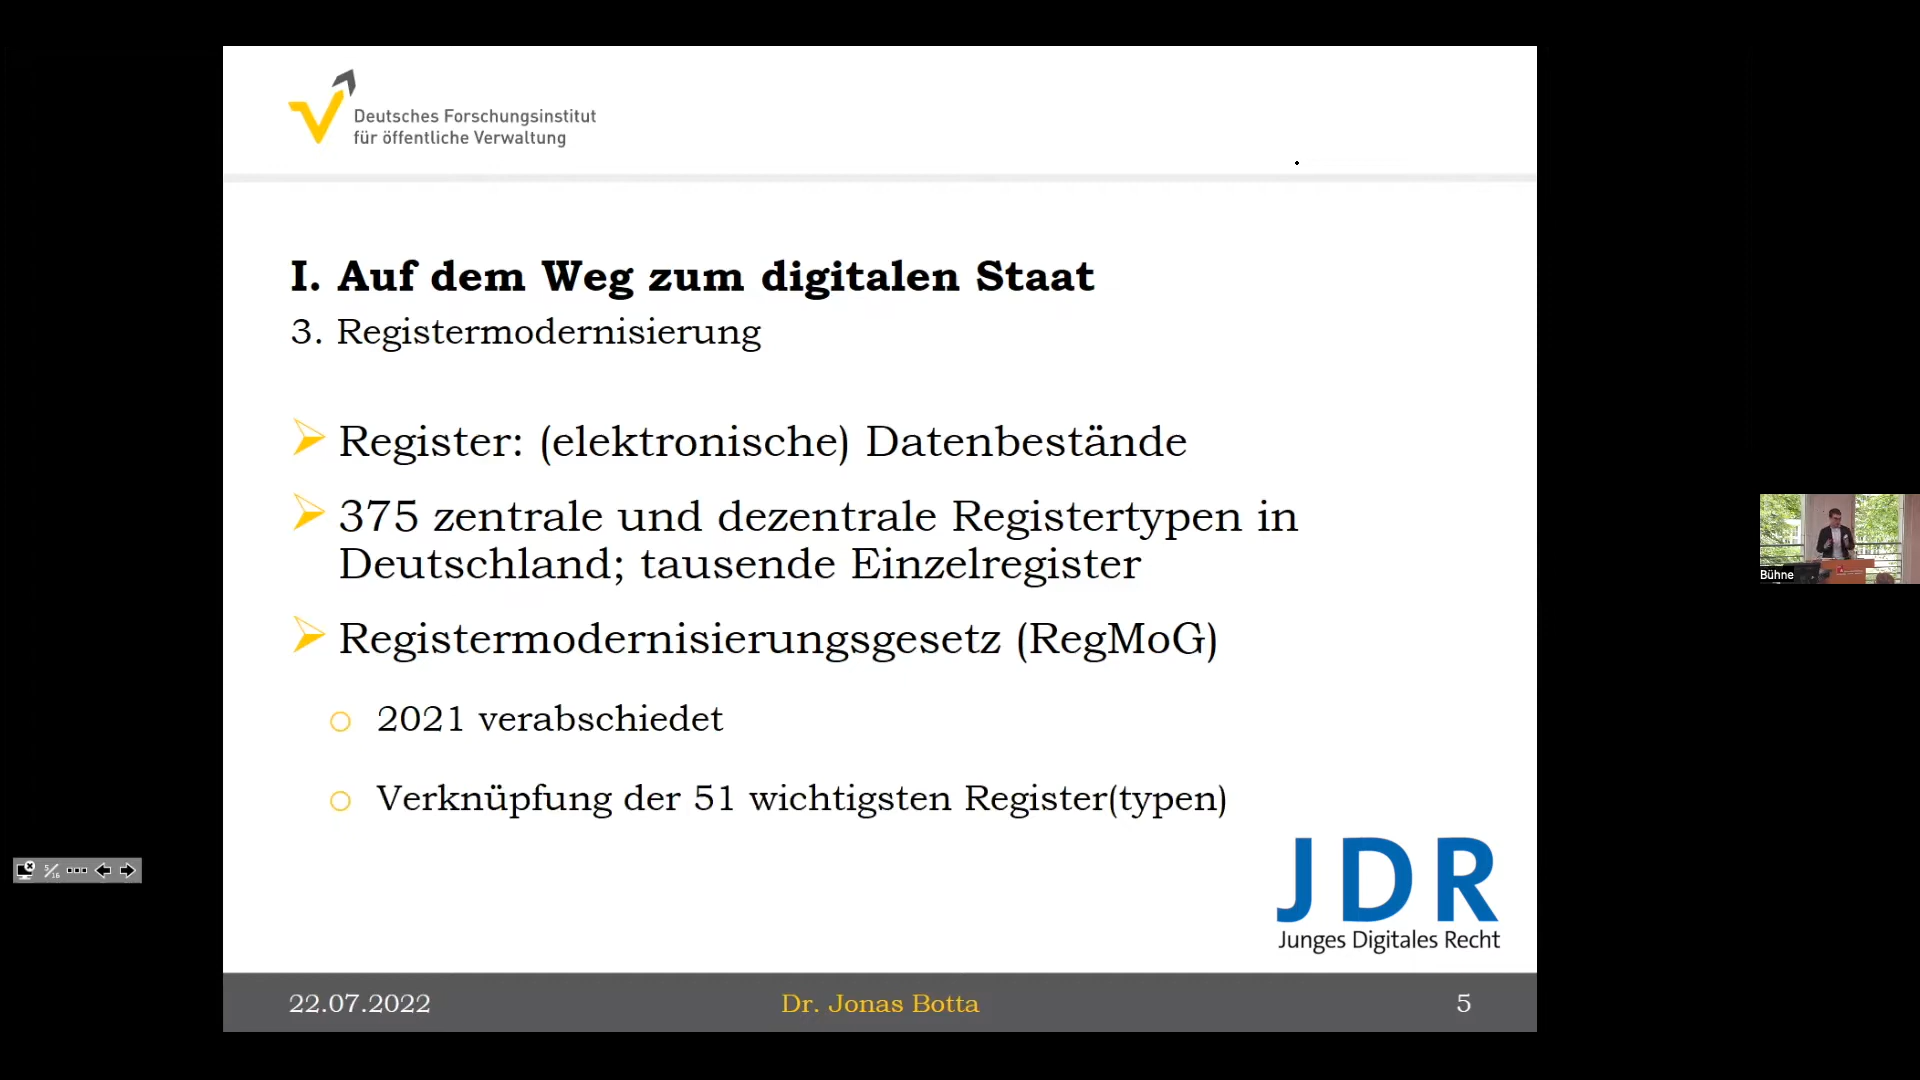 Deutsches Forschungsinstitut
für öffentliche Verwaltung
I. Auf dem Weg zum digitalen Staat
3. Registermodernisierung
Register: (elektronische) Datenbestände
375 zentrale und dezentrale Registertypen in
Deutschland; tausende Einzelregister
Registermodernisierungsgesetz (RegMoG)
2021 verabschiedet
Verknüpfung der 51 wichtigsten Register(typen)
JDR
Junges Digitales Recht
22.07.2022
Dr. Jonas Botta
5
Bühne
5/16